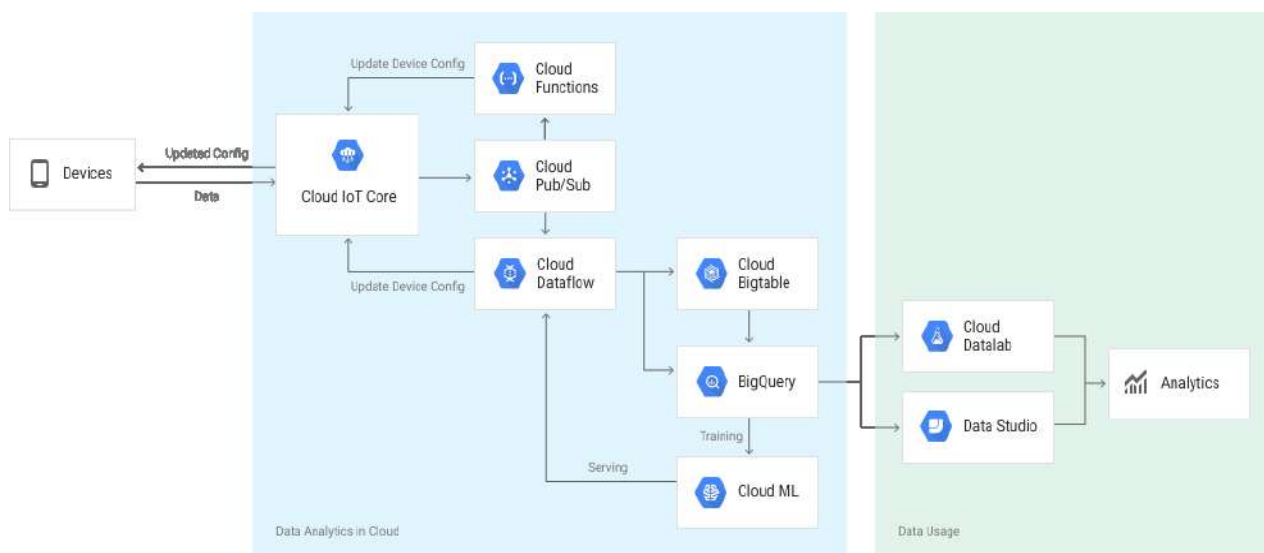 Update Device Config
Cloud
Functions
Devices
Updated Config
Data
Cloud IoT Core
Cloud
Pub/Sub
Update Device Config
Cloud
Dataflow
Cloud
Bigtable
Cloud
Datalab
BigQuery
Analytics
Data Studio
Training
Serving
Cloud ML
Data Analytics in Cloud
Data Usage